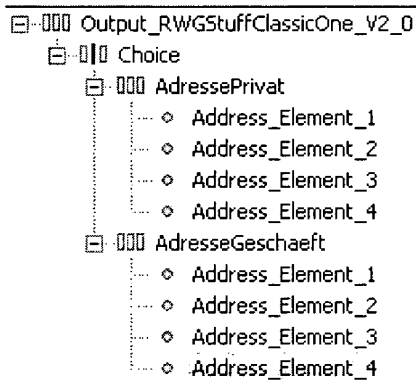 Output_RWGStuffClassicOne_V2_0
Choice
AdressePrivat
Address_Element_1
Address_Element_2
Address_Element_3
Address_Element_4
AdresseGeschaeft
Address_Element_1
Address_Element_2
Address_Element_3
Address_Element_4